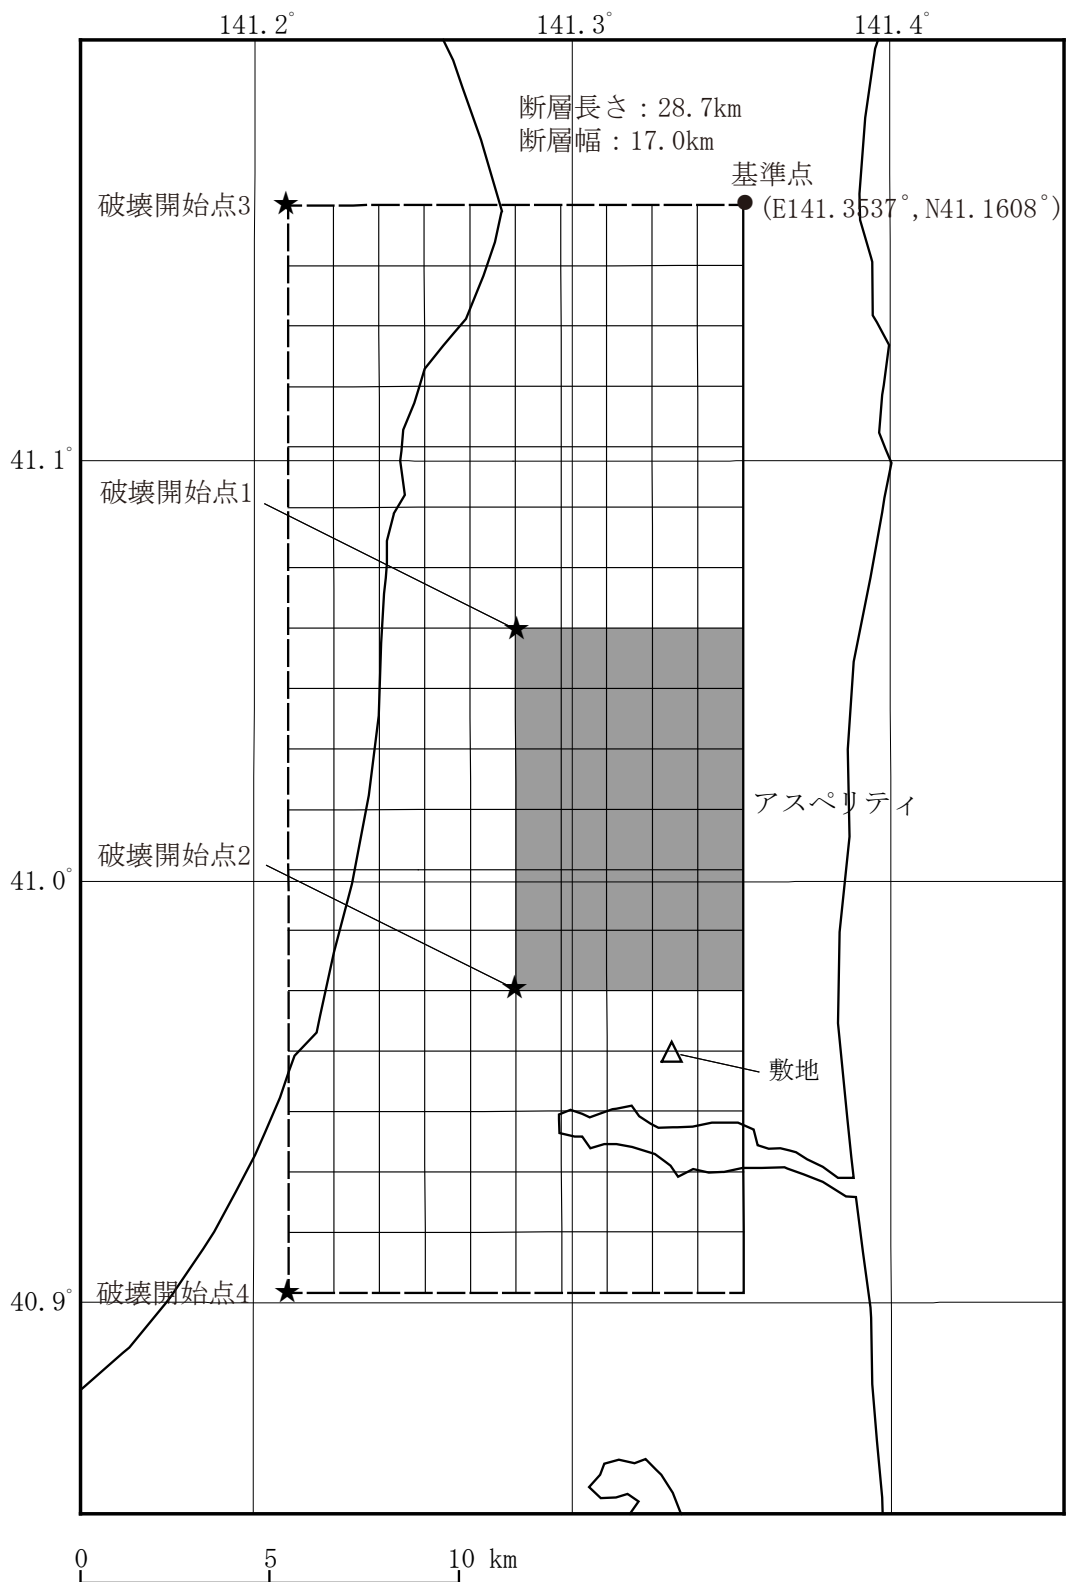 141.2°
141.3°
141.4°
断層長さ：28.7km
断層幅：17.0km
基準点
(E141.3537°,N41.1608°)
破壊開始点3
41.1°
破壊開始点1
アスペリティ
破壊開始点2
41.0°
敷地
破壊開始点4
40.9°
0 5 10 km